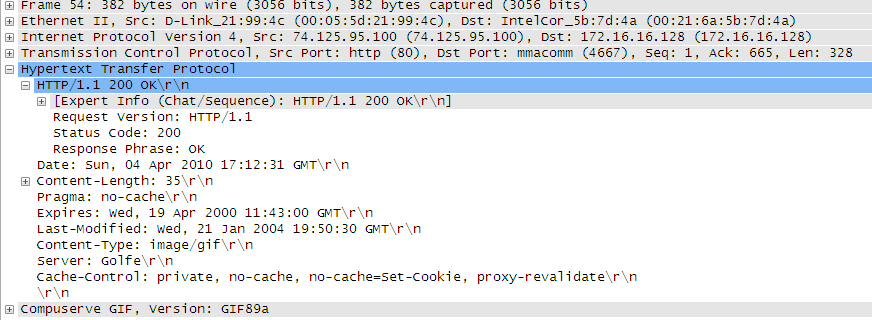 Frame 54: 382 bytes on wire (3056 bits), 382 bytes captured (3056 bits)
Ethernet II, Src: D-Link_21:99:4c (00:05:5d:21:99:4c), Dst: IntelCor_5b:7d:4a (00:21:6a:5b:7d:4a)
Internet Protocol Version 4, Src: 74.125.95.100 (74.125.95.100), Dst: 172.16.16.128 (172.16.16.128)
Transmission Control Protocol, Src Port: http (80), Dst Port: mmacomm (4667), Seq: 1, Ack: 665, Len: 328
Hypertext Transfer Protocol
HTTP/1.1 200 OK\r\n
[Expert Info (Chat/Sequence): HTTP/1.1 200 OK\r\n]
Request Version: HTTP/1.1
Status Code: 200
Response Phrase: OK
Date: Sun, 04 Apr 2010 17:12:31 GMT\r\n
Content-Length: 35\r\n
Pragma: no-cache\r\n
Expires: Wed, 19 Apr 2000 11:43:00 GMT\r\n
Last-Modified: Wed, 21 Jan 2004 19:50:30 GMT\r\n
Content-Type: image/gif\r\n
Server: Golfe\r\n
Cache-Control: private, no-cache, no-cache=Set-Cookie, proxy-revalidate\r\n
\r\n
Compuserve GIF, Version: GIF89a